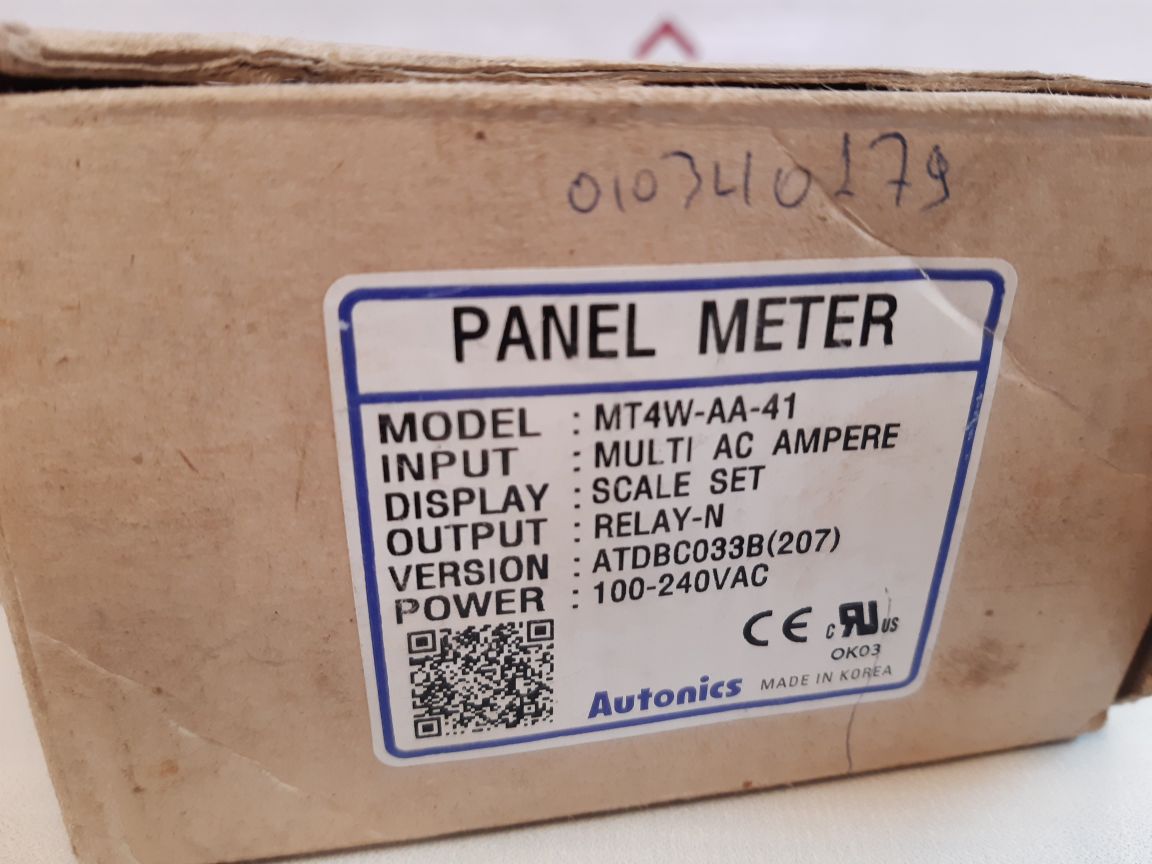 010340179
PANEL METER
MODEL : MT4W-AA-41
INPUT : MULTI AC AMPERE
DISPLAY : SCALE SET
OUTPUT : RELAY-N
VERSION : ATDBC033B(207)
POWER : 100-240VAC
CE c RU US
OK03
Autonics MADE IN KOREA